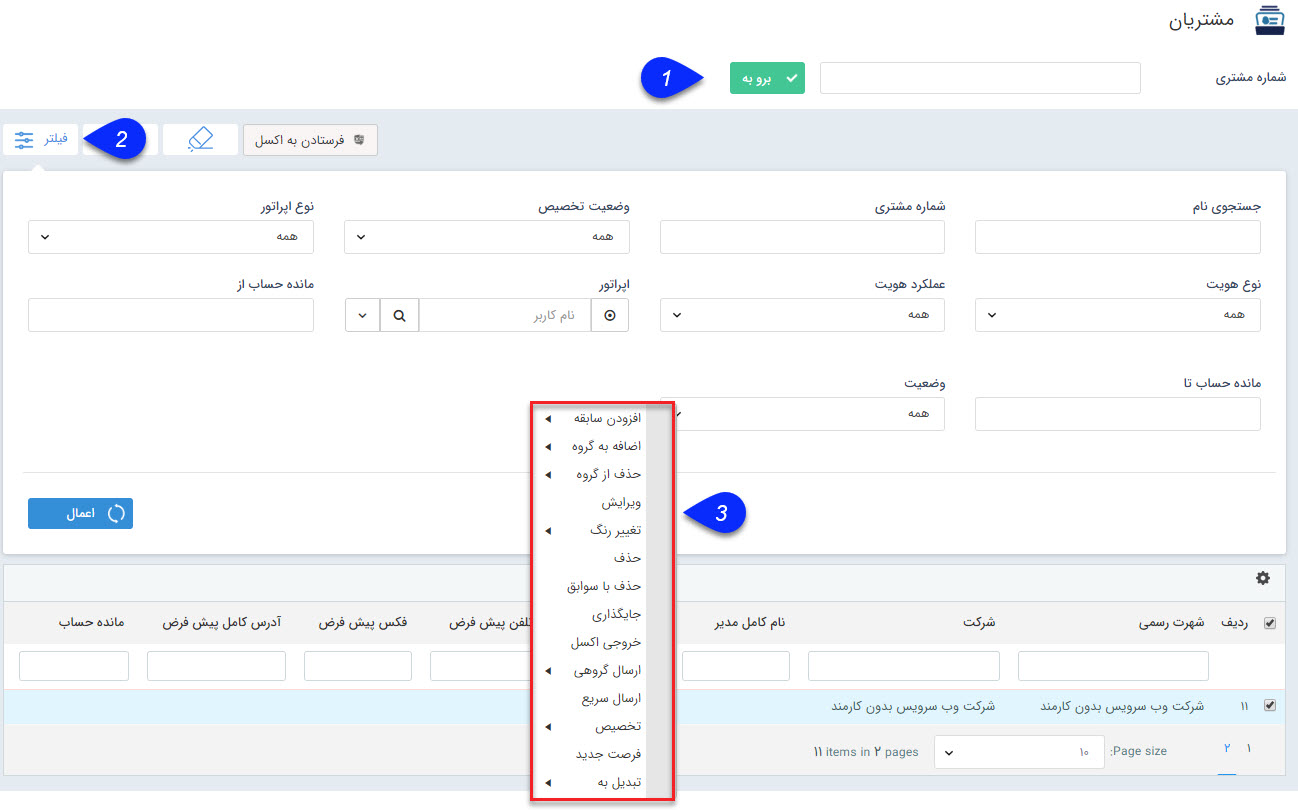 مشتریان
شماره مشتری
برو به
1
فرستادن به اکسل
2
فیلتر
جستجوی نام
شماره مشتری
وضعیت تخصیص
نوع اپراتور
همه
همه
نوع هویت
عملکرد هویت
اپراتور
مانده حساب از
همه
همه
نام کاربر
مانده حساب تا
وضعیت
همه
افزودن سابقه
اضافه به گروه
حذف از گروه
ویرایش
تغییر رنگ
حذف
حذف با سوابق
جایگذاری
خروجی اکسل
ارسال گروهی
ارسال سریع
تخصیص
فرصت جدید
تبدیل به
3
اعمال
ردیف
شهرت رسمی
شرکت
نام کامل مدیر
تلفن پیش فرض
فکس پیش فرض
آدرس کامل پیش فرض
مانده حساب
۱۱
شرکت وب سرویس بدون کارمند
شرکت وب سرویس بدون کارمند
۱
۲
Page size:
۱۰
۱۱ items in ۲ pages